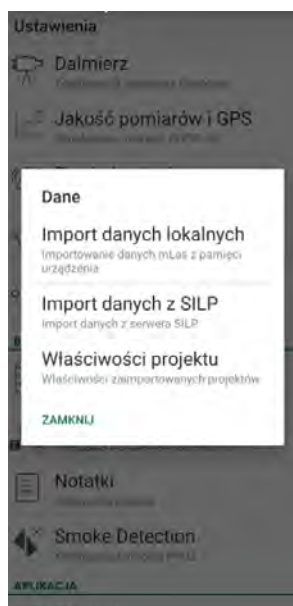 Ustawienia
Dalmierz
Jakość pomiarów i GPS
Dane
Import danych lokalnych
Importowanie danych mLas z pamięci
urządzenia
Import danych z SILP
Import danych z serwera SILP
Właściwości projektu
Właściwości zaimportowanych projektów
ZAMKNIJ
Notatki
Smoke Detection
APLIKACJA